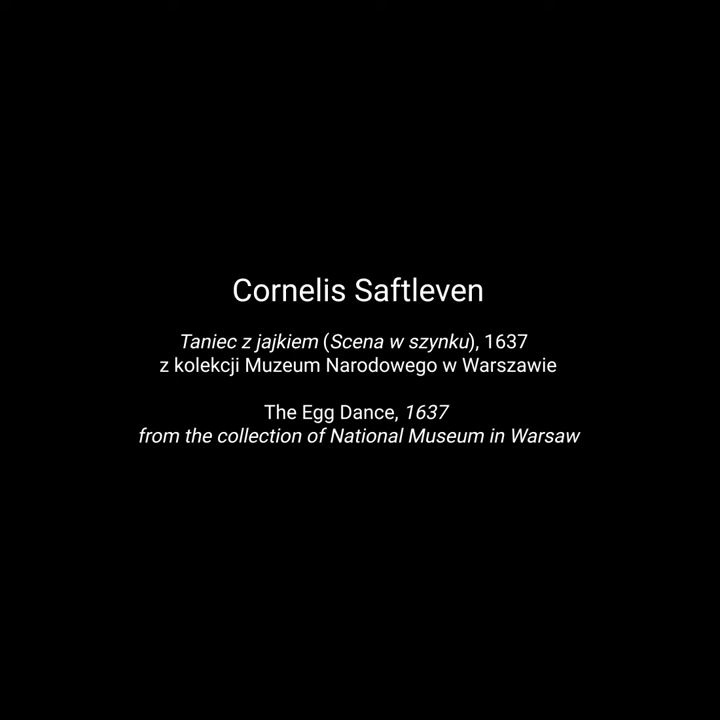 Cornelis Saftleven
Taniec z jajkiem (Scena w szynku), 1637
z kolekcji Muzeum Narodowego w Warszawie
The Egg Dance, 1637
from the collection of National Museum in Warsaw